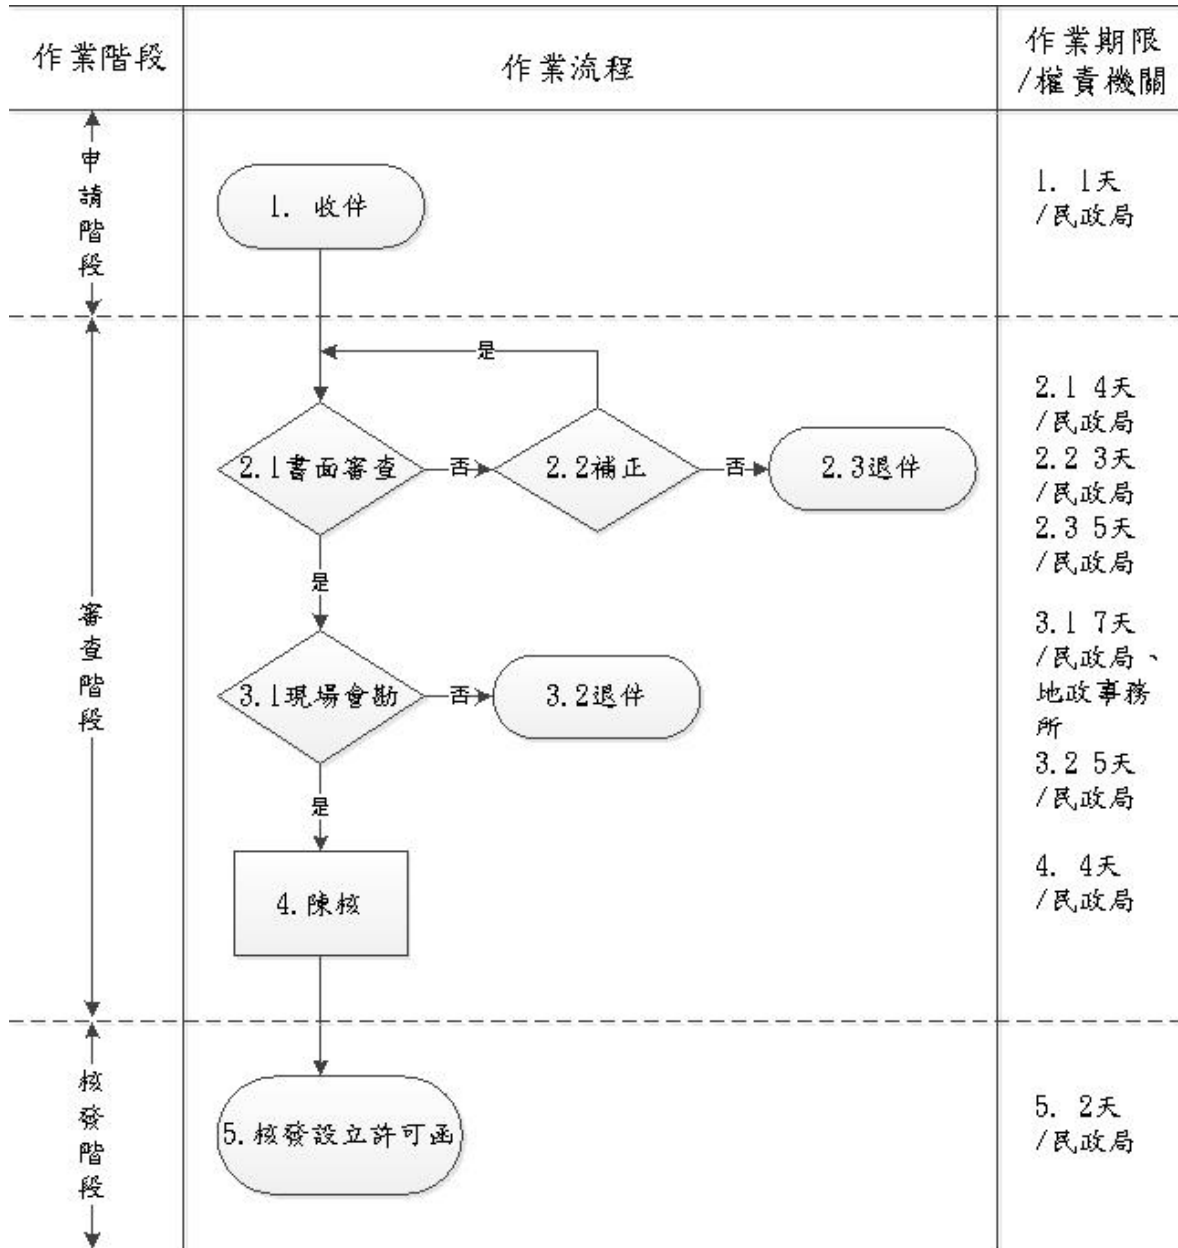 作業階段
作業流程
作業期限
/權責機關
申請階段
1. 收件
1. 1天
/民政局
是
2.1書面審查
否
2.2補正
否
2.3退件
是
3.1現場會勘
否
3.2退件
是
4.陳核
審查階段
2.1 4天
/民政局
2.2 3天
/民政局
2.3 5天
/民政局
3.1 7天
/民政局、
地政事務
所
3.2 5天
/民政局
4. 4天
/民政局
核發階段
5.核發設立許可函
5. 2天
/民政局